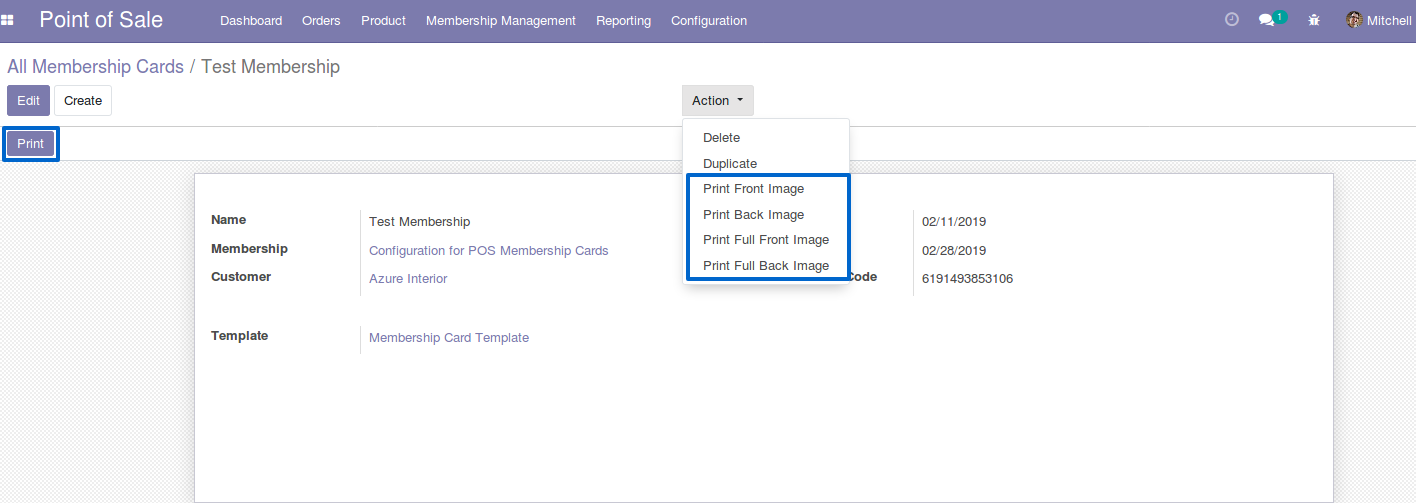 Point of Sale Dashboard Orders Product Membership Management Reporting Configuration 1 Mitchell
All Membership Cards / Test Membership
Edit Create Action
Print
Delete
Duplicate
Print Front Image
Print Back Image
Print Full Front Image
Print Full Back Image
Name Test Membership 02/11/2019
Membership Configuration for POS Membership Cards 02/28/2019
Customer Azure Interior Code 6191493853106
Template Membership Card Template